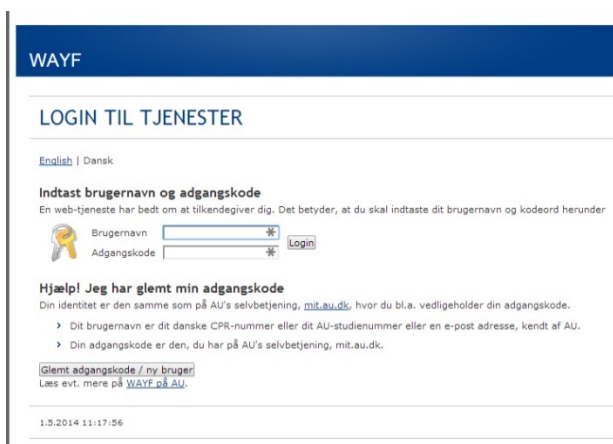 WAYF
LOGIN TIL TJENESTER
English | Dansk
Indtast brugernavn og adgangskode
En web-tjeneste har bedt om at tilkendegiver dig. Det betyder, at du skal indtaste dit brugernavn og kodeord herunder
Brugernavn
Login
Adgangskode
Hjælp! Jeg har glemt min adgangskode
Din identitet er den samme som på AU's selvbetjening, mit.au.dk, hvor du bl.a. vedligeholder din adgangskode.
Dit brugernavn er dit danske CPR-nummer eller dit AU-studienummer eller en e-post adresse, kendt af AU.
Din adgangskode er den, du har på AU's selvbetjening, mit.au.dk.
Glemt adgangskode / ny bruger
Læs evt. mere på WAYF på AU.
1.5.2014 11:17:56